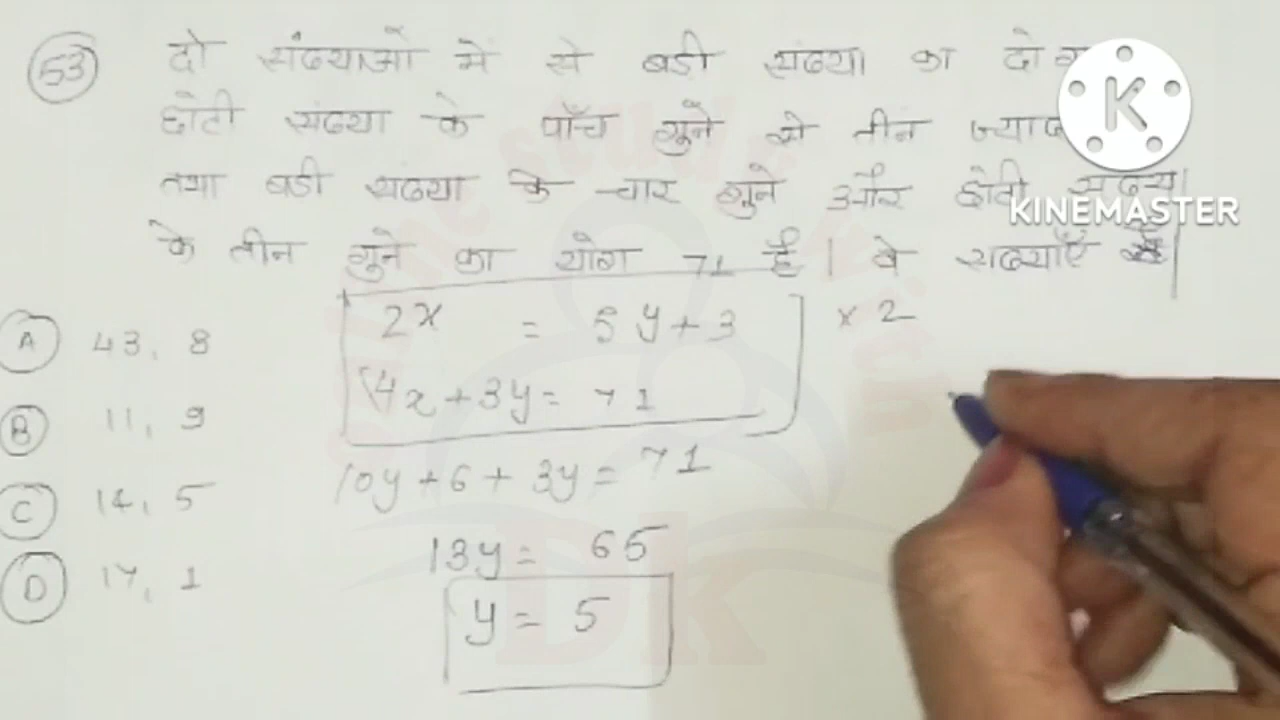 53 दो संख्याओं में से बडी संख्या का दो
छोटी संख्या के पाँच गुने से तीन
तथा बडी संख्या के चार गुने और छोटी संख्या
के तीन गुने का योग 71 है। वे संख्याएँ है
KINEMASTER
2x = 5y+3 × 2
4x+3y= 71
10y+6+3y=71
13y= 65
y= 5
A 43, 8
B 11, 9
C 14, 5
D 17, 1
DK